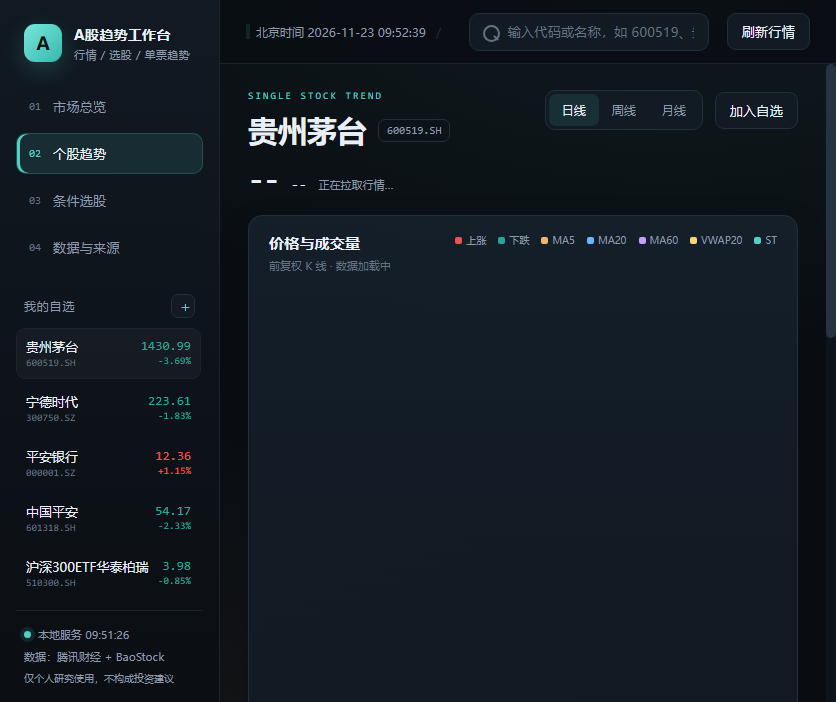 A
A股趋势工作台
行情 / 选股 / 单票趋势
01 市场总览
02 个股趋势
03 条件选股
04 数据与来源
我的自选 +
贵州茅台 1430.99
600519.SH -3.69%
宁德时代 223.61
300750.SZ -1.83%
平安银行 12.36
000001.SZ +1.15%
中国平安 54.17
601318.SH -2.33%
沪深300ETF华泰柏瑞 3.98
510300.SH -0.85%
本地服务 09:51:26
数据：腾讯财经 + BaoStock
仅个人研究使用，不构成投资建议
北京时间 2026-11-23 09:52:39 /
输入代码或名称，如 600519、
刷新行情
SINGLE STOCK TREND
贵州茅台 600519.SH
日线 周线 月线
加入自选
-- -- 正在拉取行情...
价格与成交量
上涨 下跌 MA5 MA20 MA60 VWAP20 ST
前复权 K 线 · 数据加载中